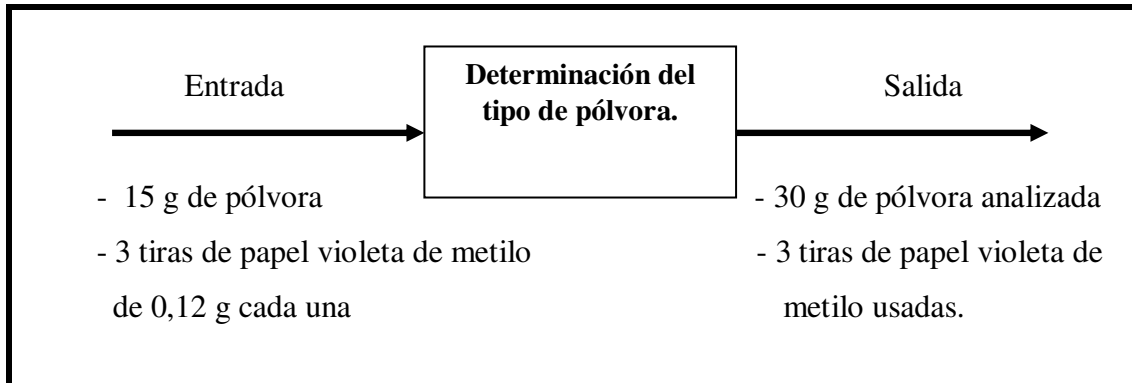 Entrada
Determinación del
tipo de pólvora.
Salida
- 15 g de pólvora
- 3 tiras de papel violeta de metilo
de 0,12 g cada una
- 30 g de pólvora analizada
- 3 tiras de papel violeta de
metilo usadas.